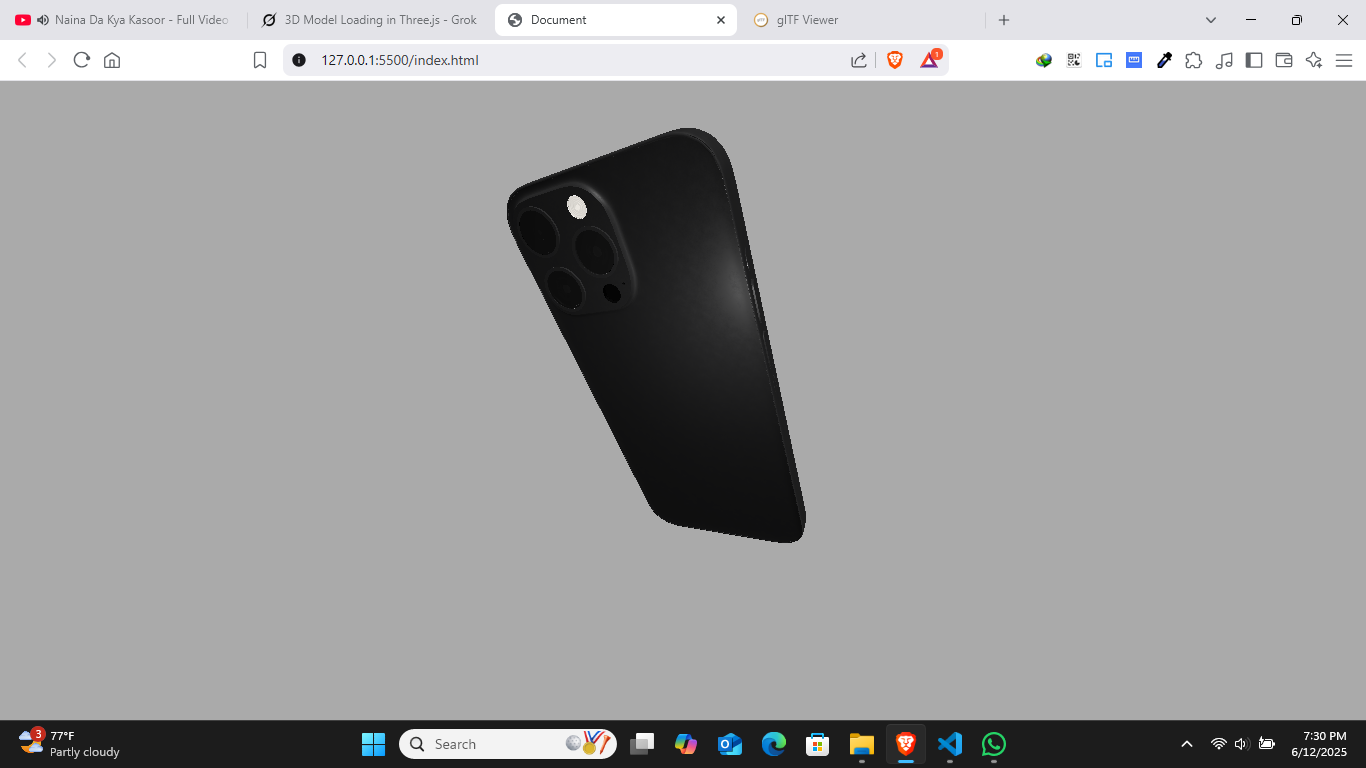 Naina Da Kya Kasoor - Full Video
3D Model Loading in Three.js - Grok
Document
glTF Viewer
127.0.0.1:5500/index.html
1
3
77°F
Partly cloudy
Search
7:30 PM
6/12/2025